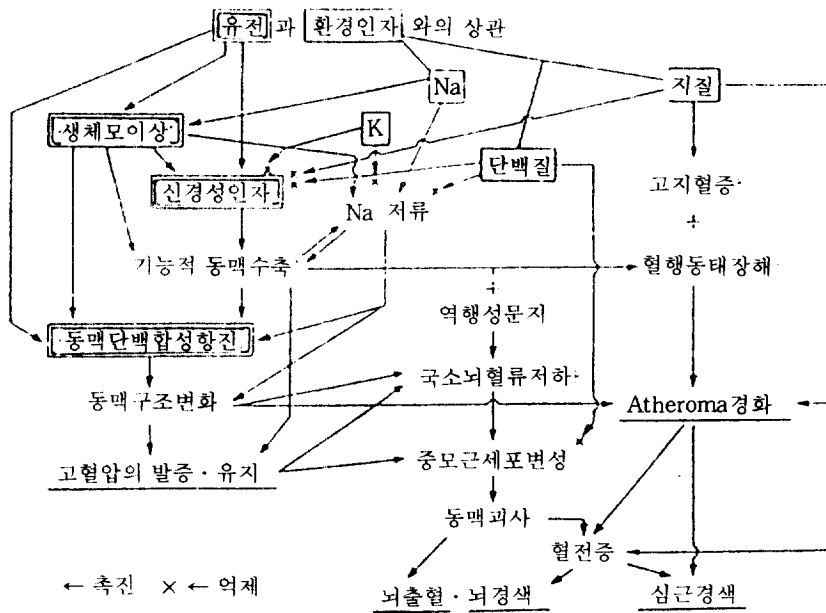 유전 과 환경인자 와의 상관
Na
지질
생체모이상
K
단백질
신경성인자
고지혈증
Na 저류
+
기능적 동맥수축
혈행동태장해
+
역행성문지
동맥단백합성항진
국소뇌혈류저하
동맥구조변화
Atheroma경화
고혈압의 발증·유지
중모근세포변성
동맥괴사
혈전증
← 촉진 × ← 억제
뇌출혈·뇌경색
심근경색